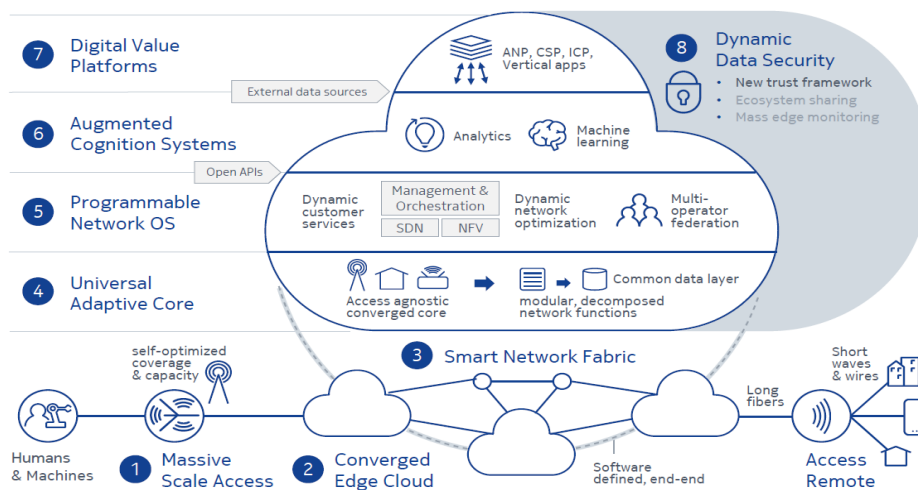 7
Digital Value
Platforms
ANP, CSP, ICP,
Vertical apps
8
Dynamic
Data Security
• New trust framework
• Ecosystem sharing
• Mass edge monitoring
External data sources
6
Augmented
Cognition Systems
Analytics
Machine
learning
Open APIs
5
Programmable
Network OS
Dynamic
customer
services
Management &
Orchestration
SDN
NFV
Dynamic
network
optimization
Multi-
operator
federation
4
Universal
Adaptive Core
Access agnostic
converged core
modular, decomposed
network functions
Common data layer
self-optimized
coverage
& capacity
3
Smart Network Fabric
Short
waves
& wires
Long
fibers
...
Humans
& Machines
1
Massive
Scale Access
2
Converged
Edge Cloud
Software
defined, end-end
Access
Remote